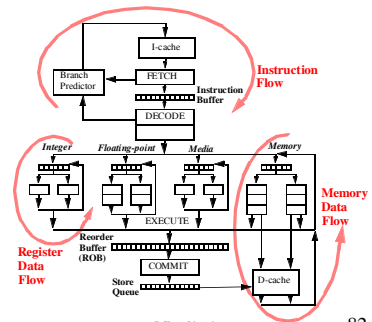 I-cache
Branch
Predictor
FETCH
Instruction
Flow
Instruction
Buffer
DECODE
Integer
Floating-point
Media
Memory
Memory
Data
Flow
EXECUTE
Reorder
Buffer
(ROB)
Register
Data
Flow
COMMIT
Store
Queue
D-cache